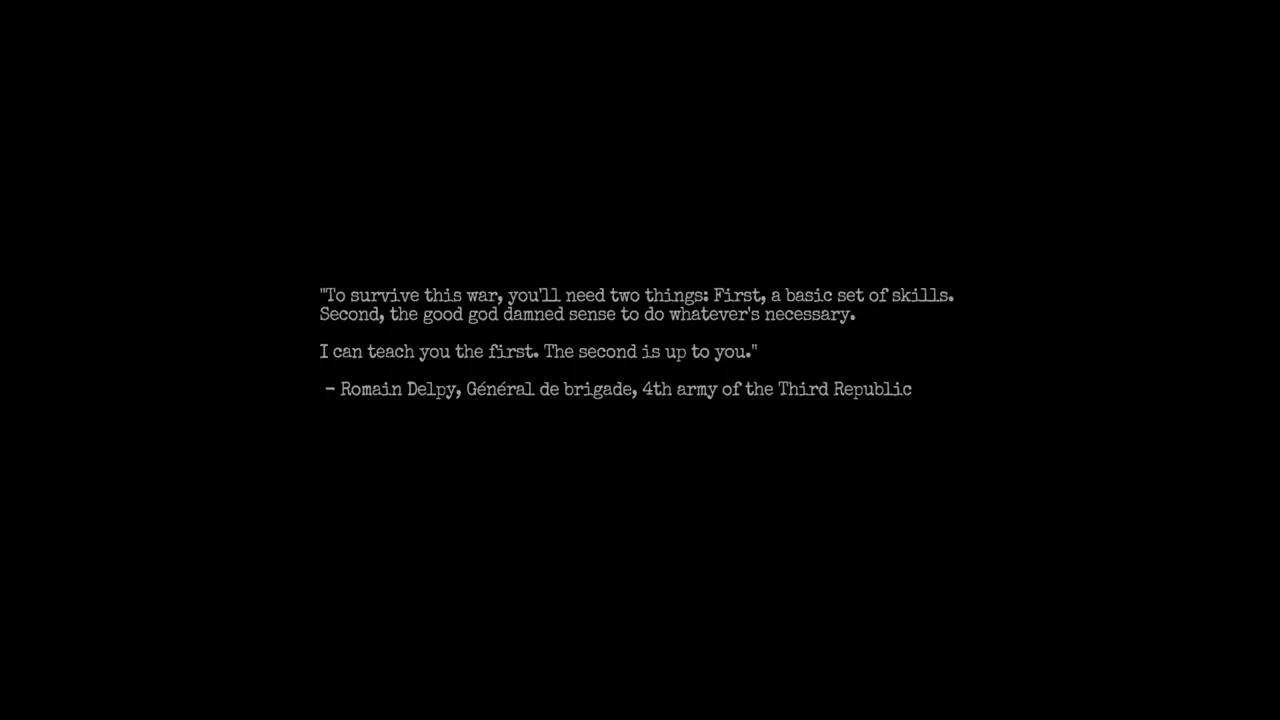 "To survive this war, you'll need two things: First, a basic set of skills.
Second, the good god damned sense to do whatever's necessary.
I can teach you the first. The second is up to you."
– Romain Delpy, Général de brigade, 4th army of the Third Republic